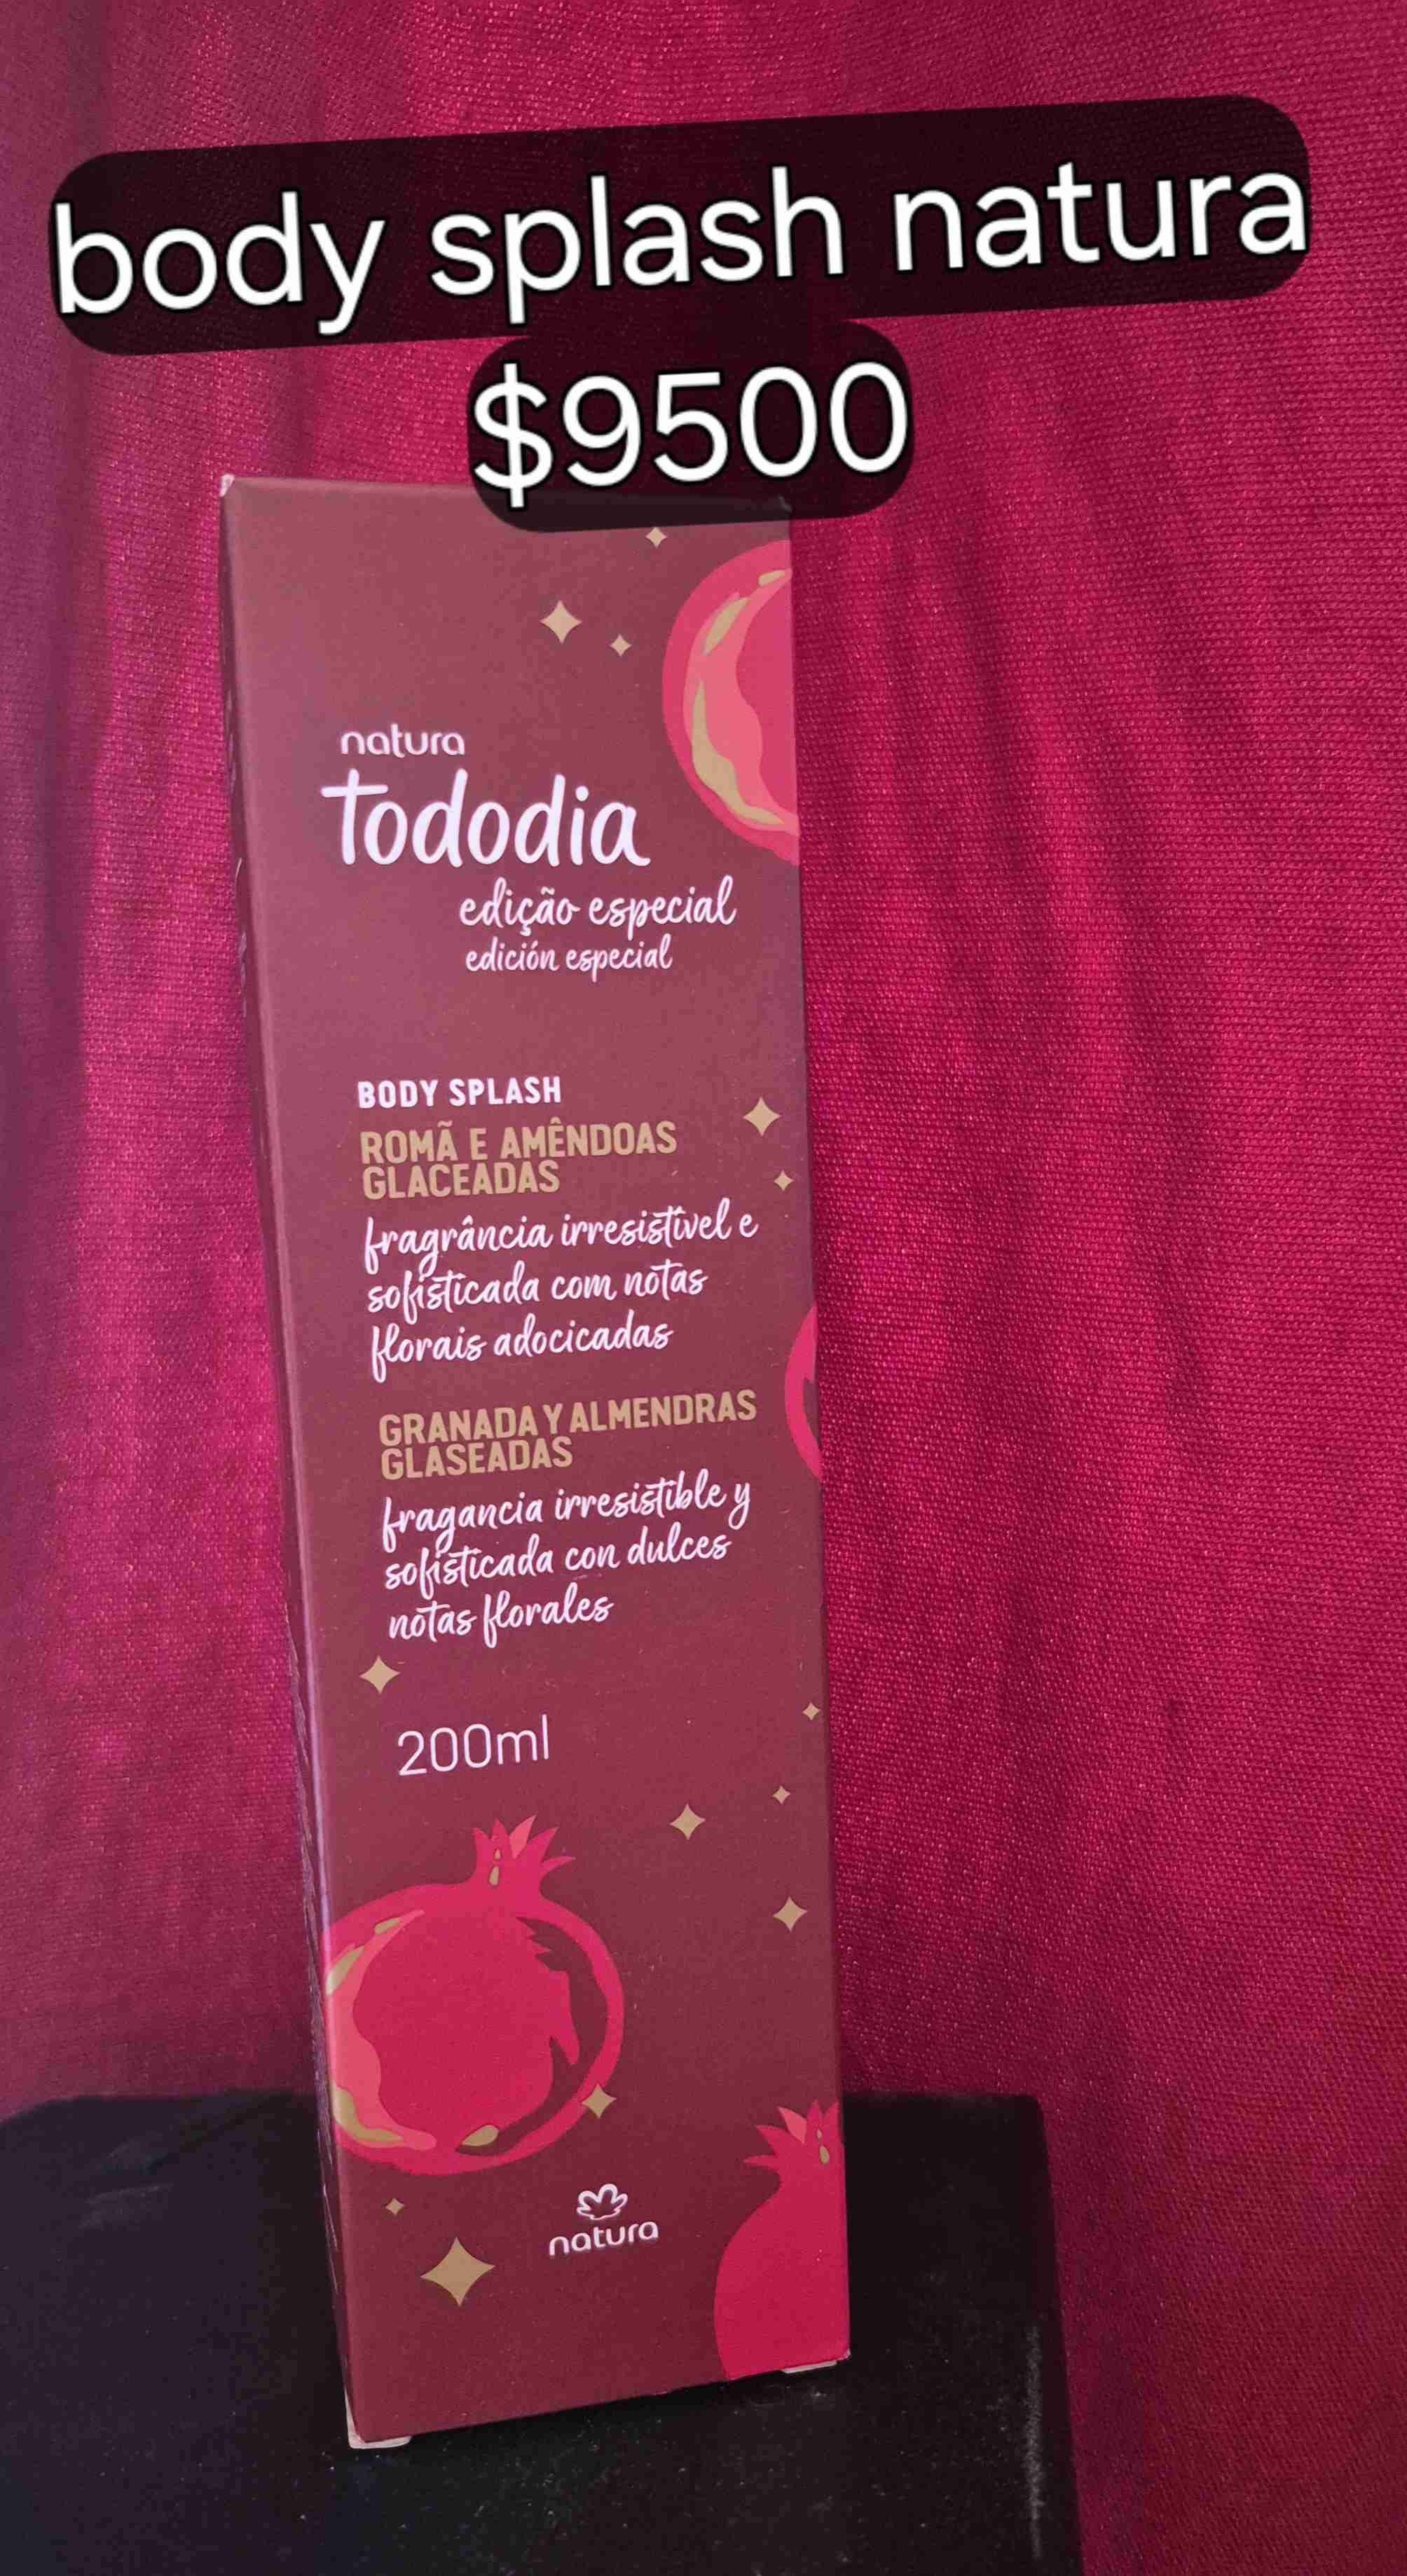 body splash natura
$9500
natura
tododia
edição especial
edición especial
BODY SPLASH
ROMÃ E AMÊNDOAS
GLACEADAS
fragrância irresistível e
sofisticada com notas
florais adocicadas
GRANADA Y ALMENDRAS
GLASEADAS
fragancia irresistible y
sofisticada con dulces
notas florales
200ml
natura